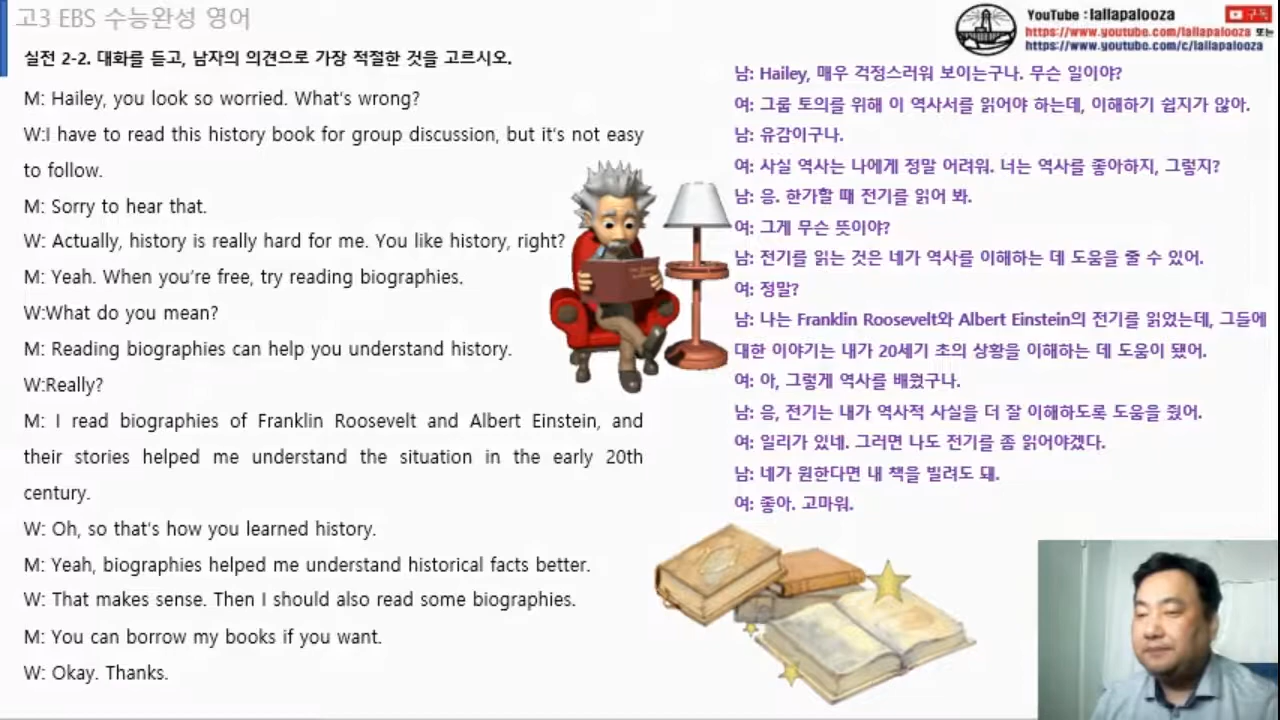 고3 EBS 수능완성 영어
YouTube : lallapalooza
구독
https://www.youtube.com/lallapalooza 또는
https://www.youtube.com/c/lallapalooza
실전 2-2. 대화를 듣고, 남자의 의견으로 가장 적절한 것을 고르시오.
M: Hailey, you look so worried. What's wrong?
W:I have to read this history book for group discussion, but it's not easy
to follow.
M: Sorry to hear that.
W: Actually, history is really hard for me. You like history, right?
M: Yeah. When you're free, try reading biographies.
W:What do you mean?
M: Reading biographies can help you understand history.
W:Really?
M: I read biographies of Franklin Roosevelt and Albert Einstein, and
their stories helped me understand the situation in the early 20th
century.
W: Oh, so that's how you learned history.
M: Yeah, biographies helped me understand historical facts better.
W: That makes sense. Then I should also read some biographies.
M: You can borrow my books if you want.
W: Okay. Thanks.
남: Hailey, 매우 걱정스러워 보이는구나. 무슨 일이야?
여: 그룹 토의를 위해 이 역사서를 읽어야 하는데, 이해하기 쉽지가 않아.
남: 유감이구나.
여: 사실 역사는 나에게 정말 어려워. 너는 역사를 좋아하지, 그렇지?
남: 응. 한가할 때 전기를 읽어 봐.
여: 그게 무슨 뜻이야?
남: 전기를 읽는 것은 네가 역사를 이해하는 데 도움을 줄 수 있어.
여: 정말?
남: 나는 Franklin Roosevelt와 Albert Einstein의 전기를 읽었는데, 그들에
대한 이야기는 내가 20세기 초의 상황을 이해하는 데 도움이 됐어.
여: 아, 그렇게 역사를 배웠구나.
남: 응, 전기는 내가 역사적 사실을 더 잘 이해하도록 도움을 줬어.
여: 일리가 있네. 그러면 나도 전기를 좀 읽어야겠다.
남: 네가 원한다면 내 책을 빌려도 돼.
여: 좋아. 고마워.